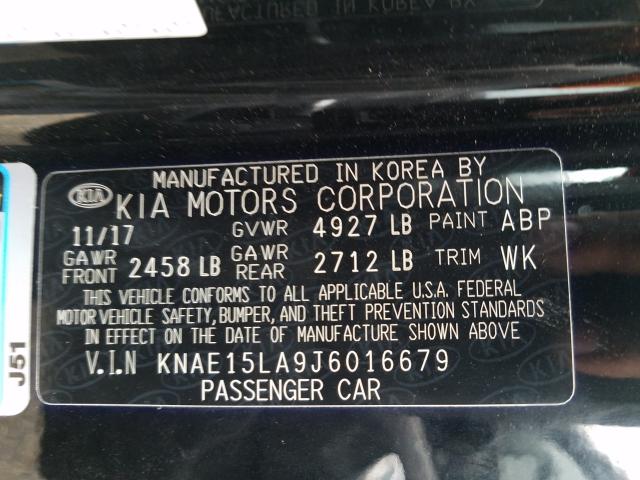 MANUFACTURED IN KOREA BY
KIA KIA MOTORS CORPORATION
11/17 GVWR 4927 LB PAINT ABP
GAWR FRONT 2458 LB GAWR REAR 2712 LB TRIM WK
THIS VEHICLE CONFORMS TO ALL APPLICABLE U.S.A. FEDERAL
MOTOR VEHICLE SAFETY, BUMPER, AND THEFT PREVENTION STANDARDS
IN EFFECT ON THE DATE OF MANUFACTURE SHOWN ABOVE
V.I.N KNAE15LA9J6016679
PASSENGER CAR
J51